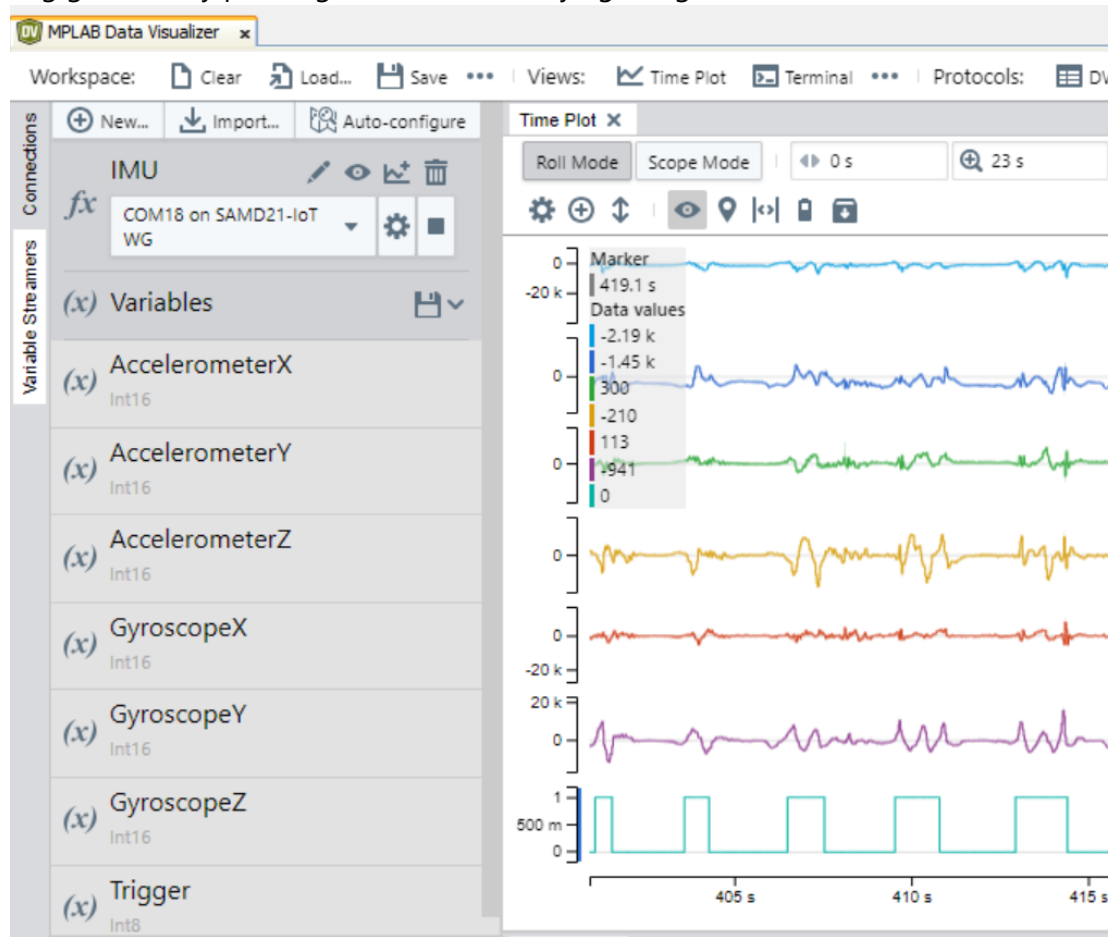 MPLAB Data Visualizer x
Workspace: Clear Load... Save ••• Views: Time Plot Terminal ••• Protocols:
Connections
Variable Streamers
New... Import... Auto-configure
IMU
fx
COM18 on SAMD21-IoT
WG
(x) Variables
(x) AccelerometerX
Int16
(x) AccelerometerY
Int16
(x) AccelerometerZ
Int16
(x) GyroscopeX
Int16
(x) GyroscopeY
Int16
(x) GyroscopeZ
Int16
(x) Trigger
Int8
Time Plot X
Roll Mode Scope Mode 0 s 23 s
Marker
419.1 s
Data values
-2.19 k
-1.45 k
300
-210
113
-941
0
0
-20 k
0
0
0
0
-20 k
20 k
0
1
500 m
0
405 s 410 s 415 s